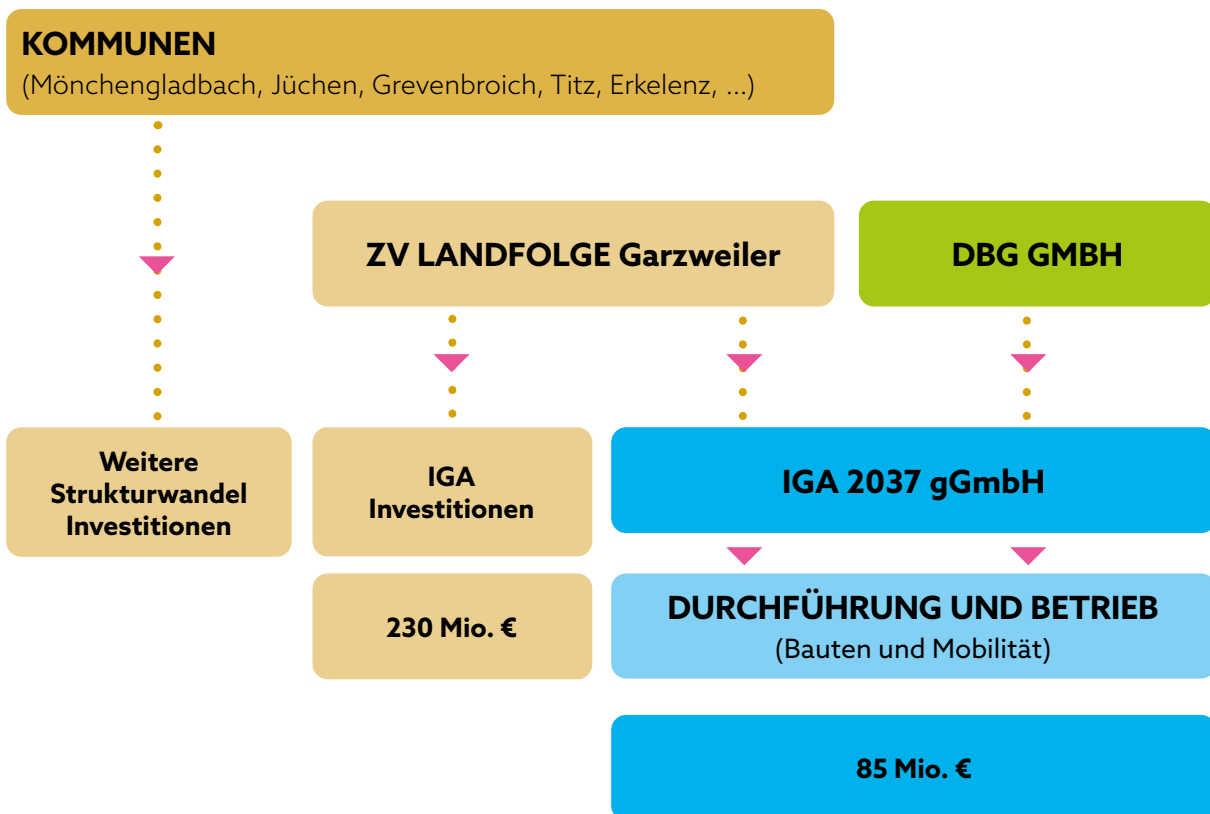 KOMMUNEN
(Mönchengladbach, Jüchen, Grevenbroich, Titz, Erkelenz, ...)
ZV LANDFOLGE Garzweiler
DBG GMBH
Weitere
Strukturwandel
Investitionen
IGA
Investitionen
IGA 2037 gGmbH
230 Mio. €
DURCHFÜHRUNG UND BETRIEB
(Bauten und Mobilität)
85 Mio. €